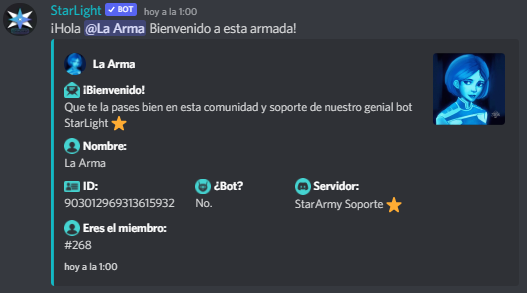 StarLight ✓ BOT hoy a la 1:00
¡Hola @La Arma Bienvenido a esta armada!
La Arma
¡Bienvenido!
Que te la pases bien en esta comunidad y soporte de nuestro genial bot
StarLight ⭐
Nombre:
La Arma
ID: ¿Bot? Servidor:
903012969313615932 No. StarArmy Soporte ⭐
Eres el miembro:
#268
hoy a la 1:00